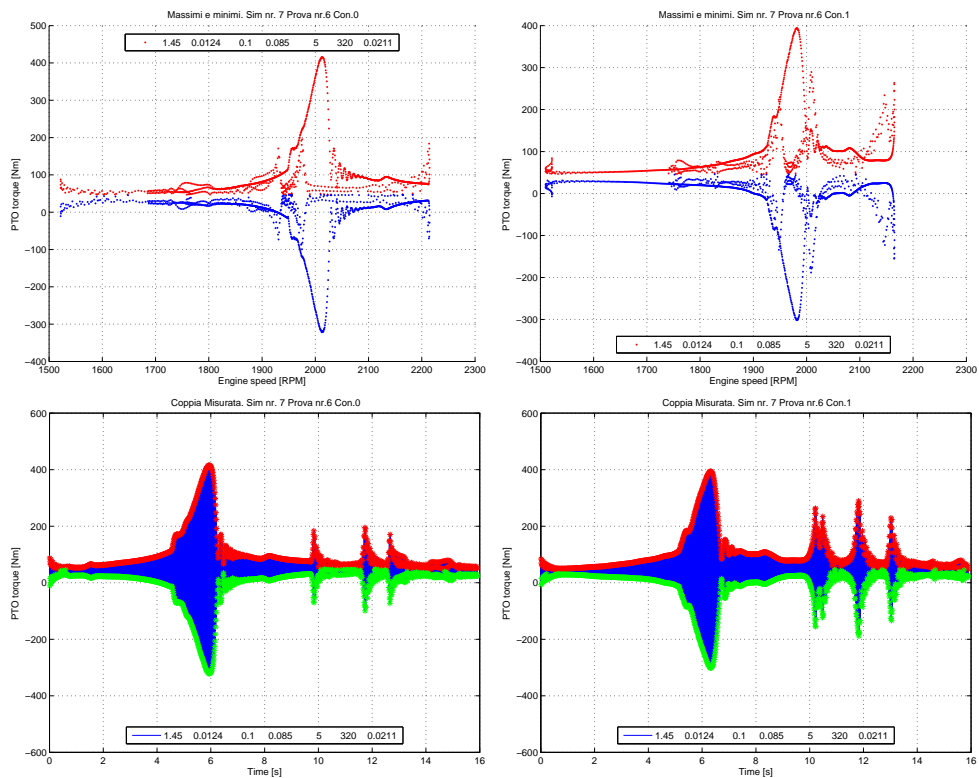 Massimi e minimi. Sim nr. 7 Prova nr.6 Con.0
500
400
300
200
100
0
−100
−200
−300
−400
1500 1600 1700 1800 1900 2000 2100 2200 2300
PTO torque [Nm]
Engine speed [RPM]
1.45 0.0124 0.1 0.085 5 320 0.0211
Massimi e minimi. Sim nr. 7 Prova nr.6 Con.1
400
300
200
100
0
−100
−200
−300
−400
1500 1600 1700 1800 1900 2000 2100 2200 2300
PTO torque [Nm]
Engine speed [RPM]
1.45 0.0124 0.1 0.085 5 320 0.0211
Coppia Misurata. Sim nr. 7 Prova nr.6 Con.0
600
400
200
0
−200
−400
−600
0 2 4 6 8 10 12 14 16
PTO torque [Nm]
Time [s]
1.45 0.0124 0.1 0.085 5 320 0.0211
Coppia Misurata. Sim nr. 7 Prova nr.6 Con.1
600
400
200
0
−200
−400
−600
0 2 4 6 8 10 12 14 16
PTO torque [Nm]
Time [s]
1.45 0.0124 0.1 0.085 5 320 0.0211